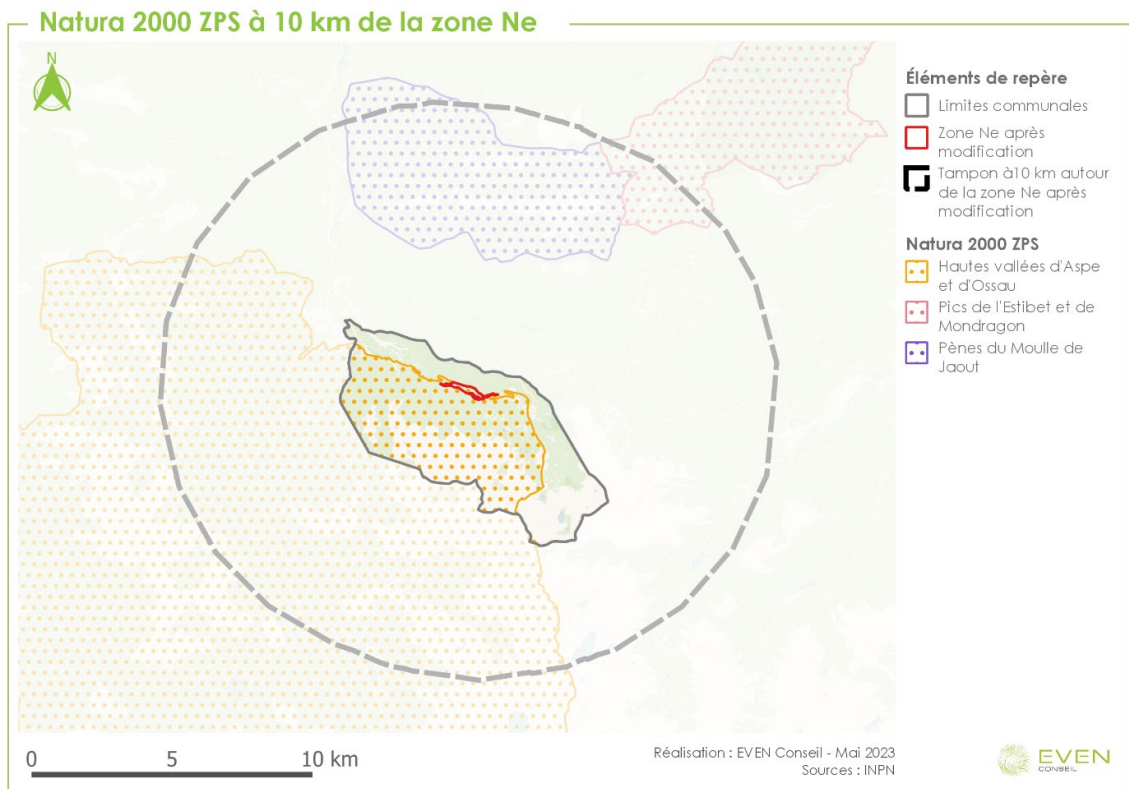 Natura 2000 ZPS à 10 km de la zone Ne
N
Éléments de repère
Limites communales
Zone Ne après
modification
Tampon à10 km autour
de la zone Ne après
modification
Natura 2000 ZPS
Hautes vallées d'Aspe
et d'Ossau
Pics de l'Estibet et de
Mondragon
Pènes du Moulle de
Jaout
0 5 10 km
Réalisation : EVEN Conseil - Mai 2023
Sources : INPN
EVEN
CONSEIL